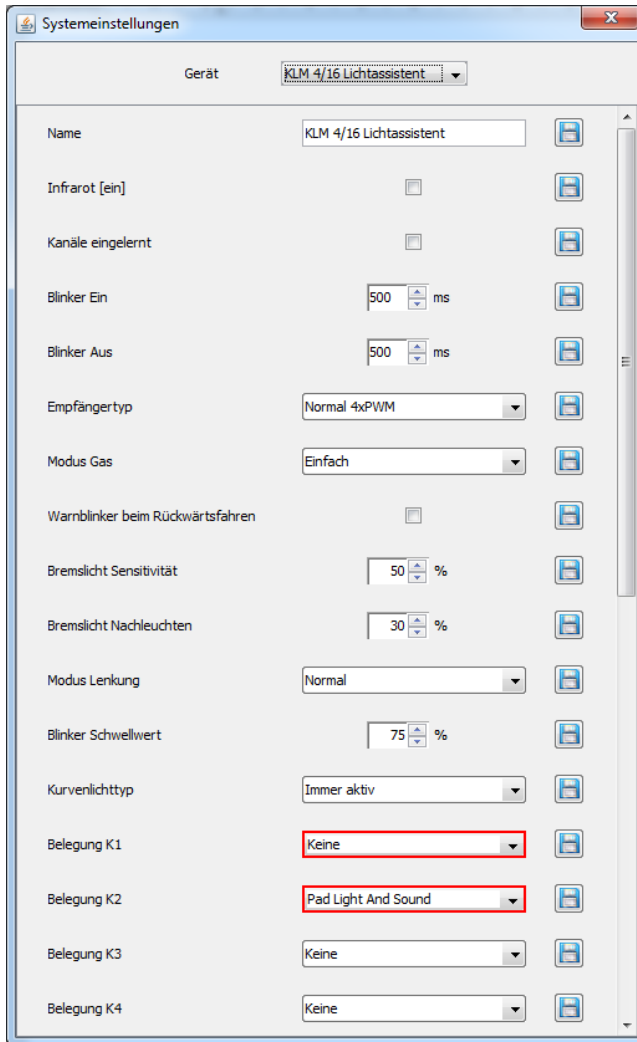 Systemeinstellungen
Gerät KLM 4/16 Lichtassistent
Name KLM 4/16 Lichtassistent
Infrarot [ein]
Kanäle eingelernt
Blinker Ein 500 ms
Blinker Aus 500 ms
Empfängertyp Normal 4xPWM
Modus Gas Einfach
Warnblinker beim Rückwärtsfahren
Bremslicht Sensitivität 50 %
Bremslicht Nachleuchten 30 %
Modus Lenkung Normal
Blinker Schwellwert 75 %
Kurvenlichttyp Immer aktiv
Belegung K1 Keine
Belegung K2 Pad Light And Sound
Belegung K3 Keine
Belegung K4 Keine